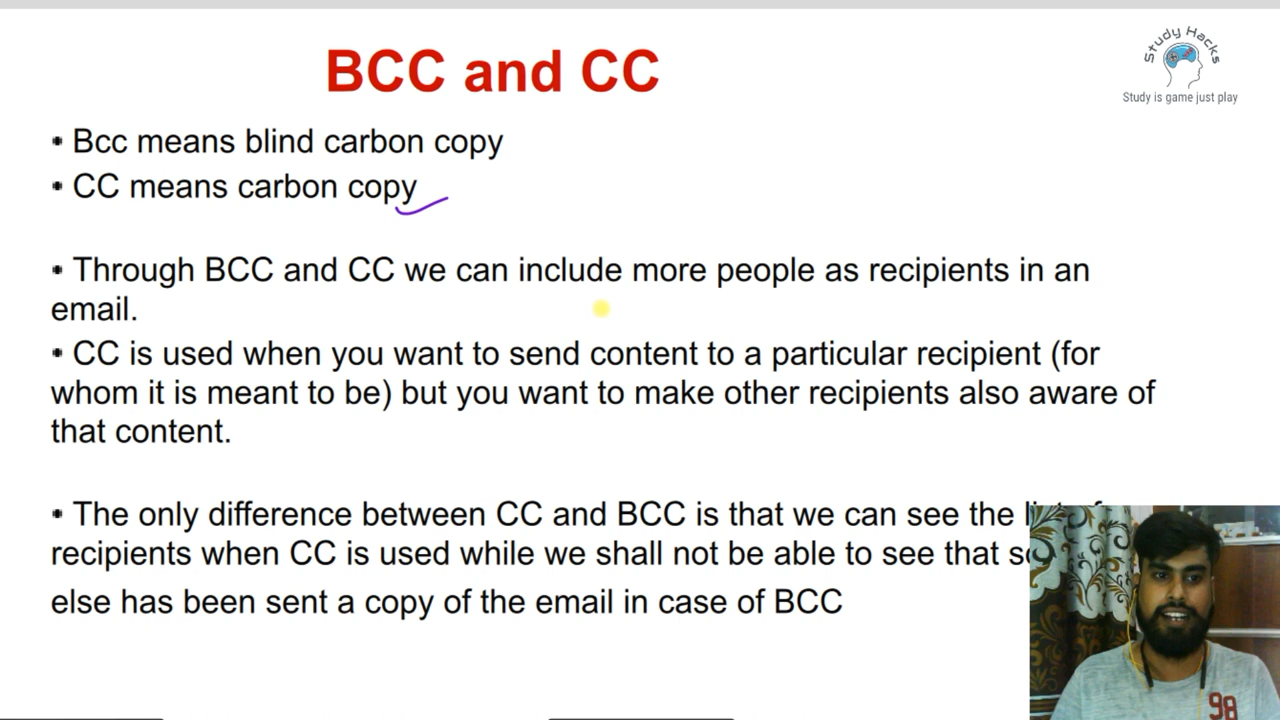 BCC and CC
Study Hacks
Study is game just play
• Bcc means blind carbon copy
• CC means carbon copy
• Through BCC and CC we can include more people as recipients in an
email.
• CC is used when you want to send content to a particular recipient (for
whom it is meant to be) but you want to make other recipients also aware of
that content.
• The only difference between CC and BCC is that we can see the
recipients when CC is used while we shall not be able to see that
else has been sent a copy of the email in case of BCC
98